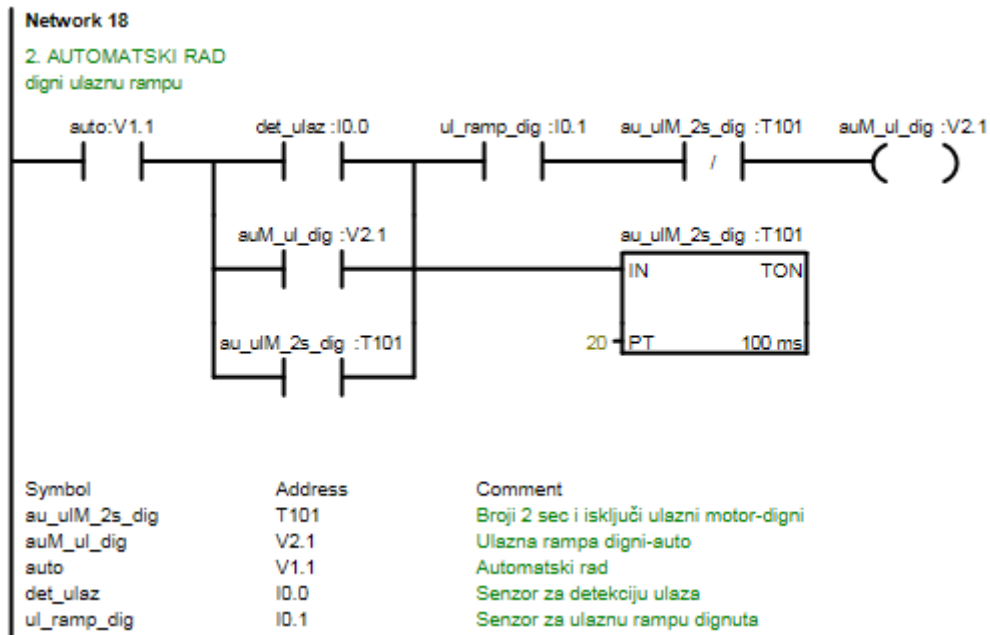 Network 18
2. AUTOMATSKI RAD
digni ulaznu rampu
auto:V1.1 det_ulaz :I0.0 ul_ramp_dig :I0.1 au_ulM_2s_dig :T101 auM_ul_dig :V2.1
/
auM_ul_dig :V2.1 au_ulM_2s_dig :T101
IN TON
au_ulM_2s_dig :T101 20 PT 100 ms
Symbol Address Comment
au_ulM_2s_dig T101 Broji 2 sec i isključi ulazni motor-digni
auM_ul_dig V2.1 Ulazna rampa digni-auto
auto V1.1 Automatski rad
det_ulaz I0.0 Senzor za detekciju ulaza
ul_ramp_dig I0.1 Senzor za ulaznu rampu dignuta